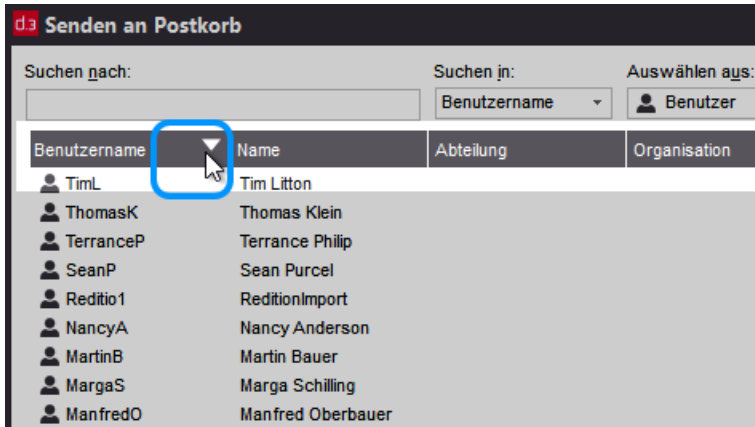 d.3 Senden an Postkorb
Suchen nach: Suchen in: Auswählen aus:
Benutzername Benutzer
Benutzername Name Abteilung Organisation
TimL Tim Litton
ThomasK Thomas Klein
TerranceP Terrance Philip
SeanP Sean Purcel
Reditio1 ReditionImport
NancyA Nancy Anderson
MartinB Martin Bauer
MargaS Marga Schilling
ManfredO Manfred Oberbauer